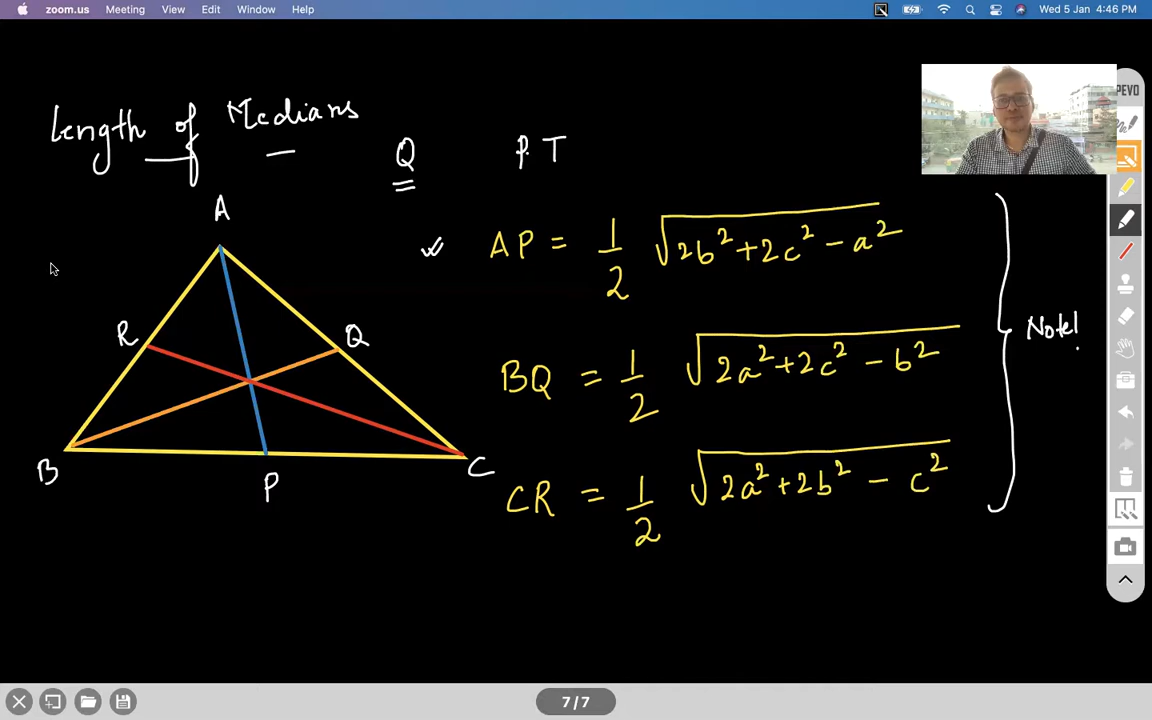 zoom.us Meeting View Edit Window Help Wed 5 Jan 4:46 PM
PEVO
Length of Medians
Q P.T
A
AP = 1/2 √2b²+2c²-a²
R Q
Note!
BQ = 1/2 √2a²+2c²-b²
B C
P
CR = 1/2 √2a²+2b²-c²
7/7